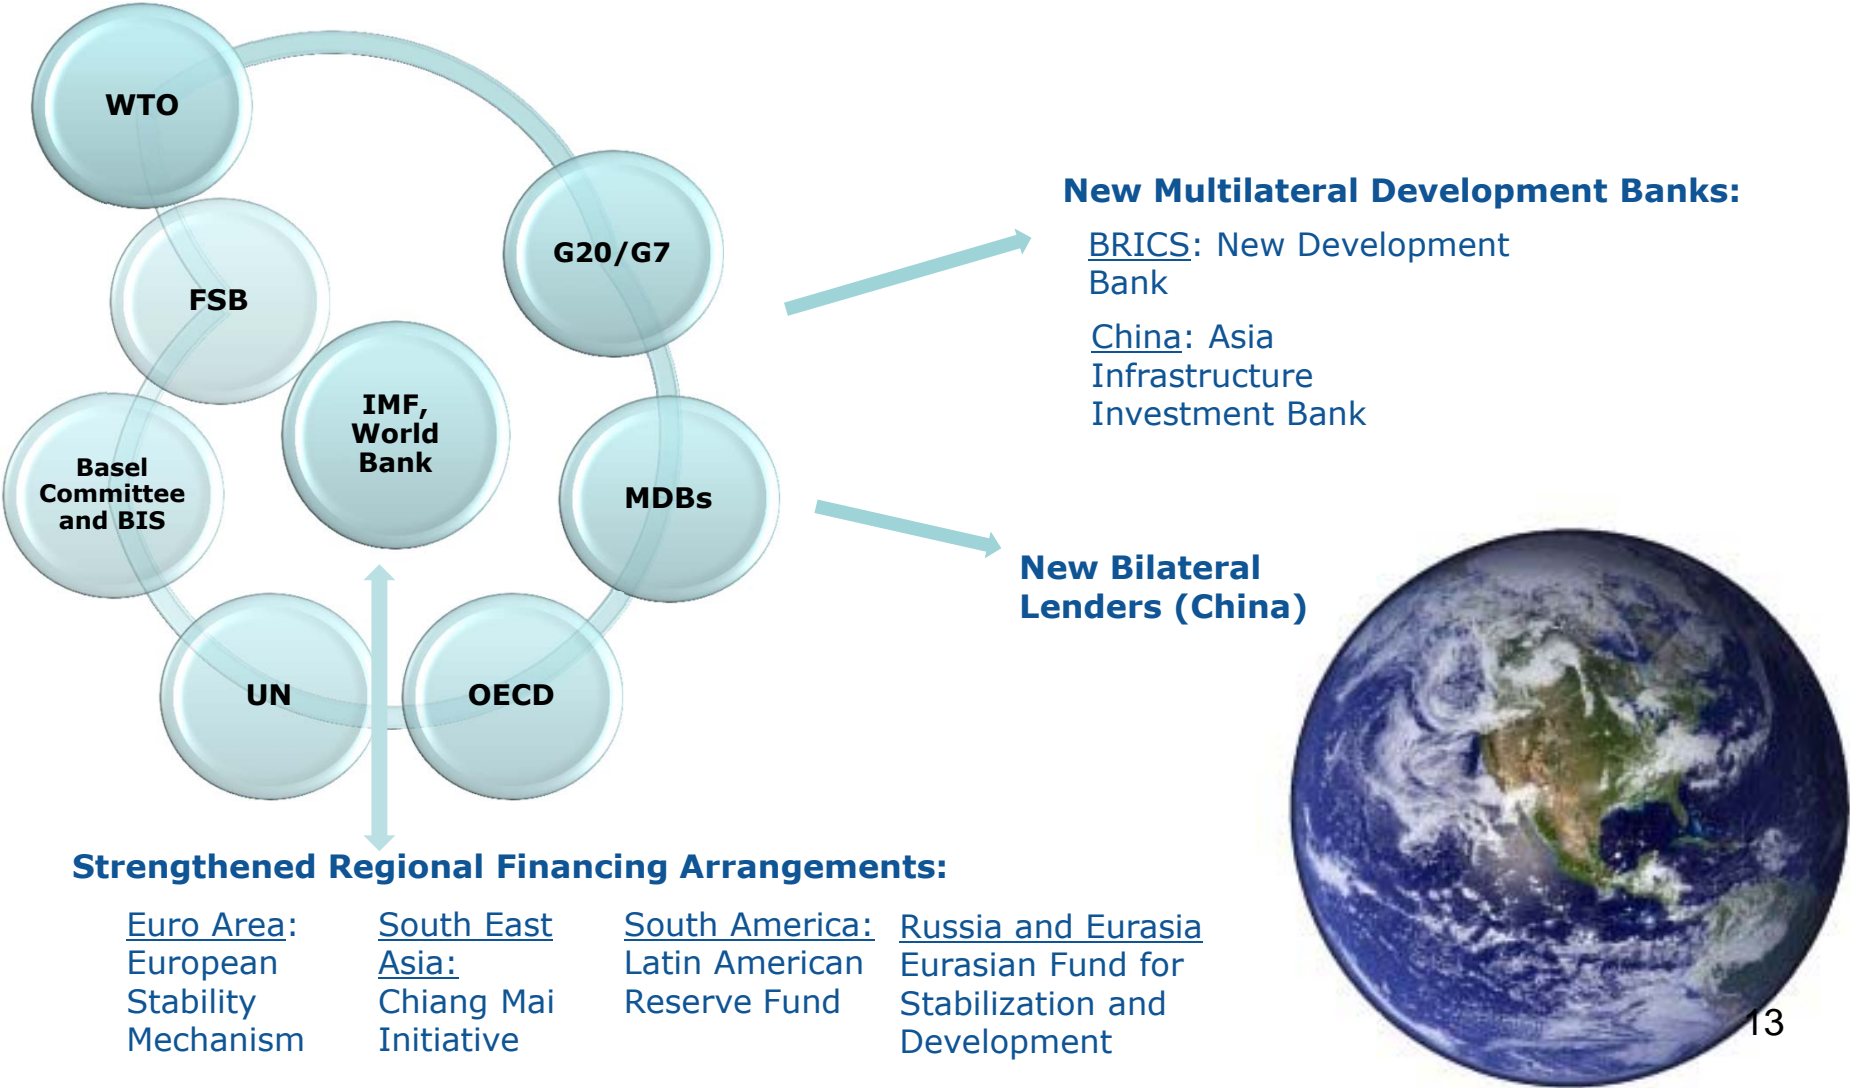 WTO
G20/G7
FSB
IMF,
World
Bank
Basel
Committee
and BIS
MDBs
UN
OECD
New Multilateral Development Banks:
BRICS: New Development
Bank
China: Asia
Infrastructure
Investment Bank
New Bilateral
Lenders (China)
Strengthened Regional Financing Arrangements:
Euro Area:
European
Stability
Mechanism
South East
Asia:
Chiang Mai
Initiative
South America:
Latin American
Reserve Fund
Russia and Eurasia
Eurasian Fund for
Stabilization and
Development
13